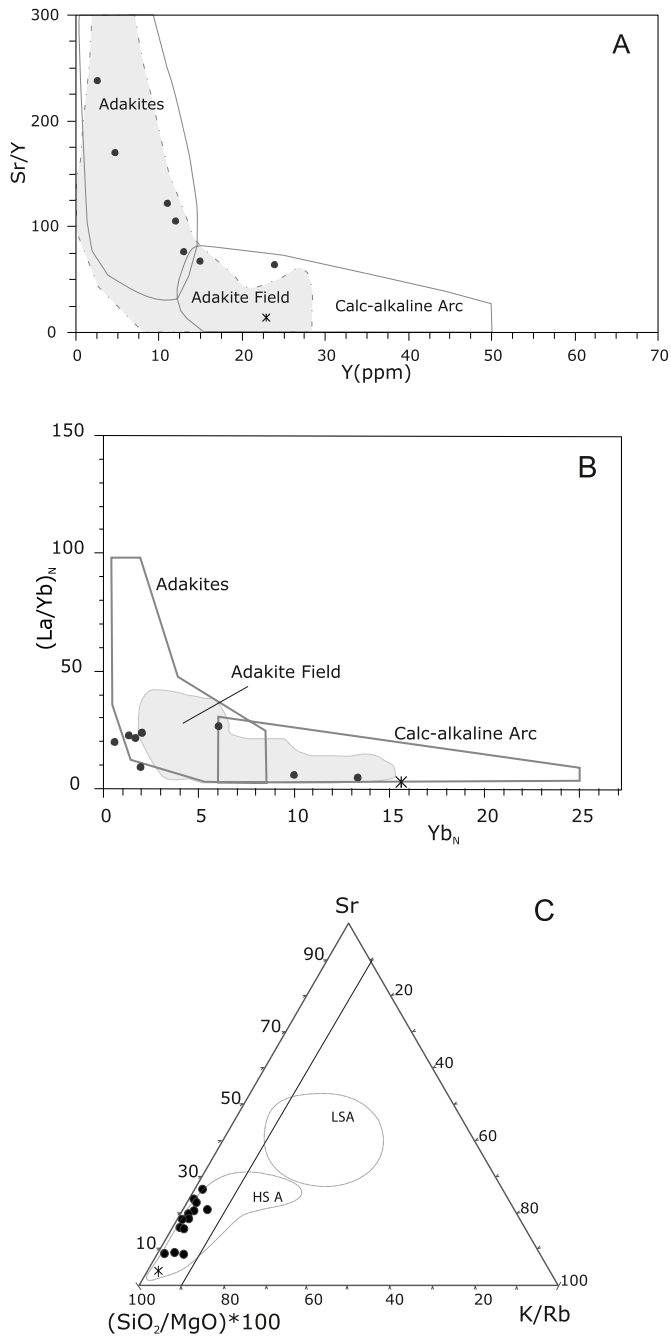 300
A
Adakites
200
Sr/Y
100
Adakite Field
Calc-alkaline Arc
0
0 10 20 30 40 50 60 70
Y(ppm)
150
B
100
Adakites
(La/Yb)N
50
Adakite Field
Calc-alkaline Arc
0
0 5 10 15 20 25
YbN
Sr
C
90
20
70
40
50
LSA
60
30
HS A
80
10
100
100 80 60 40 20
(SiO2/MgO)*100
K/Rb